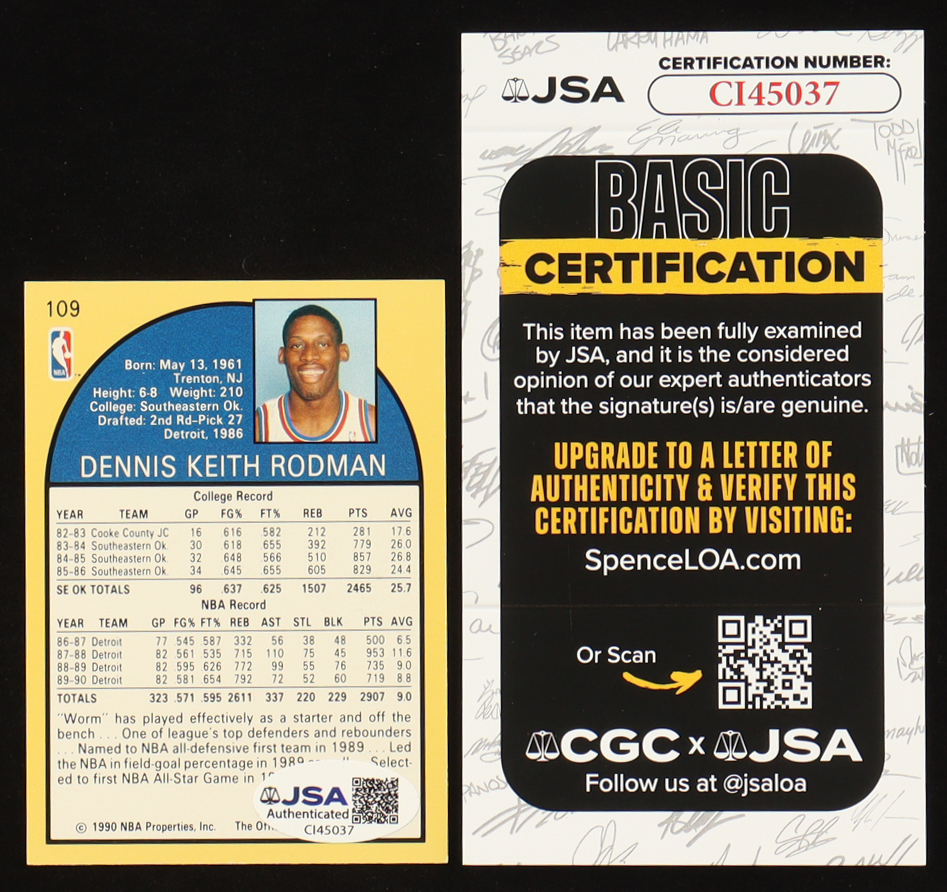 109
NBA
Born: May 13, 1961
Trenton, NJ
Height: 6-8 Weight: 210
College: Southeastern Ok.
Drafted: 2nd Rd-Pick 27
Detroit, 1986
DENNIS KEITH RODMAN
College Record
YEAR TEAM GP FG% FT% REB PTS AVG
82-83 Cooke County JC 16 616 .582 212 281 17.6
83-84 Southeastern Ok. 30 618 655 392 779 26.0
84-85 Southeastern Ok. 32 648 566 510 857 26.8
85-86 Southeastern Ok. 34 645 655 605 829 24.4
SE OK TOTALS 96 .637 .625 1507 2465 25.7
NBA Record
YEAR TEAM GP FG% FT% REB AST STL BLK PTS AVG
86-87 Detroit 77 545 587 332 56 38 48 500 6.5
87-88 Detroit 82 561 535 715 110 75 45 953 11.6
88-89 Detroit 82 595 626 772 99 55 76 735 9.0
89-90 Detroit 82 581 654 792 72 52 60 719 8.8
TOTALS 323 .571 .595 2611 337 220 229 2907 9.0
"Worm" has played effectively as a starter and off the
bench ... One of league's top defenders and rebounders
... Named to NBA all-defensive first team in 1989 ... Led
the NBA in field-goal percentage in 1989 Select-
ed to first NBA All-Star Game in
© 1990 NBA Properties, Inc. The
JSA
Authenticated
CI45037
JSA
CERTIFICATION NUMBER:
CI45037
BASIC
CERTIFICATION
This item has been fully examined
by JSA, and it is the considered
opinion of our expert authenticators
that the signature(s) is/are genuine.
UPGRADE TO A LETTER OF
AUTHENTICITY & VERIFY THIS
CERTIFICATION BY VISITING:
SpenceLOA.com
Or Scan
CGC x JSA
Follow us at @jsaloa